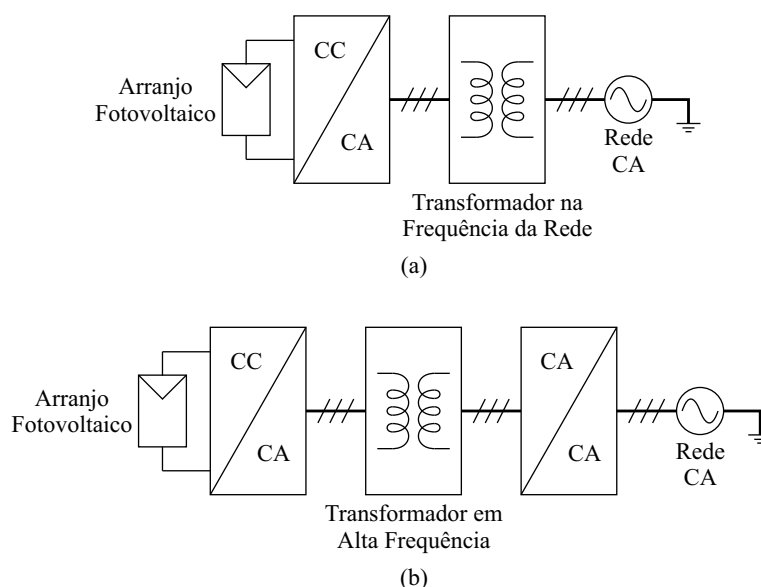 Arranjo
Fotovoltaico
CC
CA
Rede
CA
Transformador na
Frequência da Rede
(a)
Arranjo
Fotovoltaico
CC
CA
CA
CA
Rede
CA
Transformador em
Alta Frequência
(b)